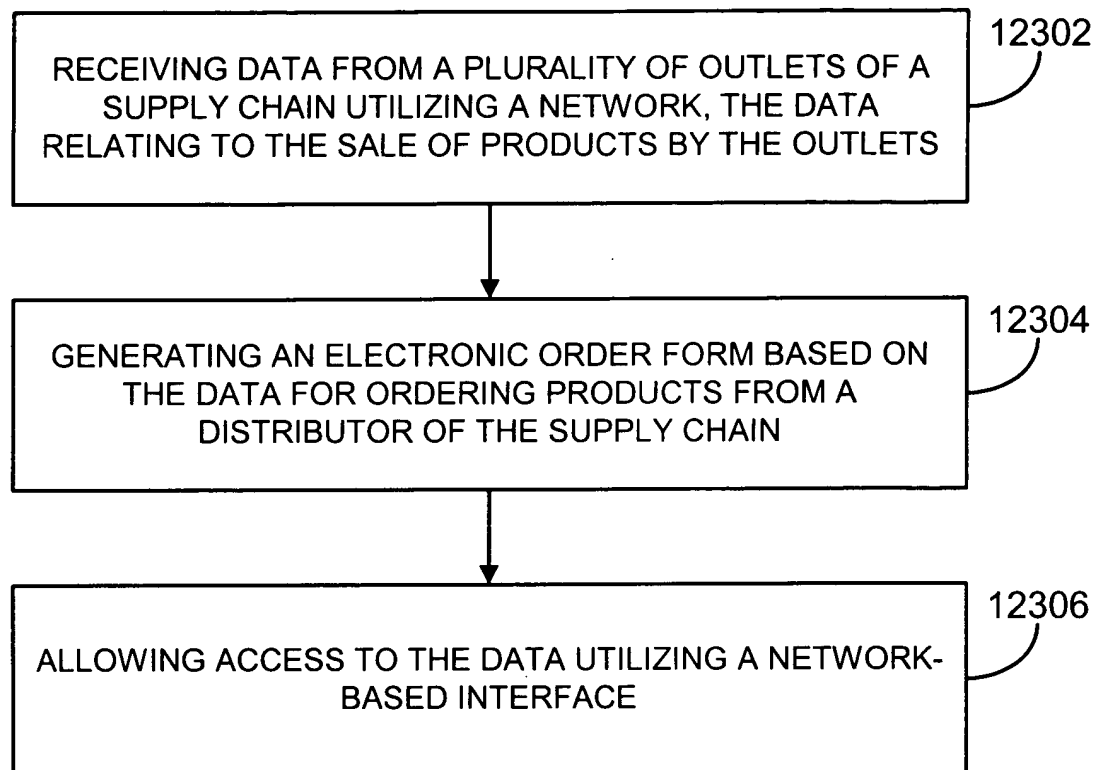 12302
RECEIVING DATA FROM A PLURALITY OF OUTLETS OF A
SUPPLY CHAIN UTILIZING A NETWORK, THE DATA
RELATING TO THE SALE OF PRODUCTS BY THE OUTLETS
12304
GENERATING AN ELECTRONIC ORDER FORM BASED ON
THE DATA FOR ORDERING PRODUCTS FROM A
DISTRIBUTOR OF THE SUPPLY CHAIN
12306
ALLOWING ACCESS TO THE DATA UTILIZING A NETWORK-
BASED INTERFACE